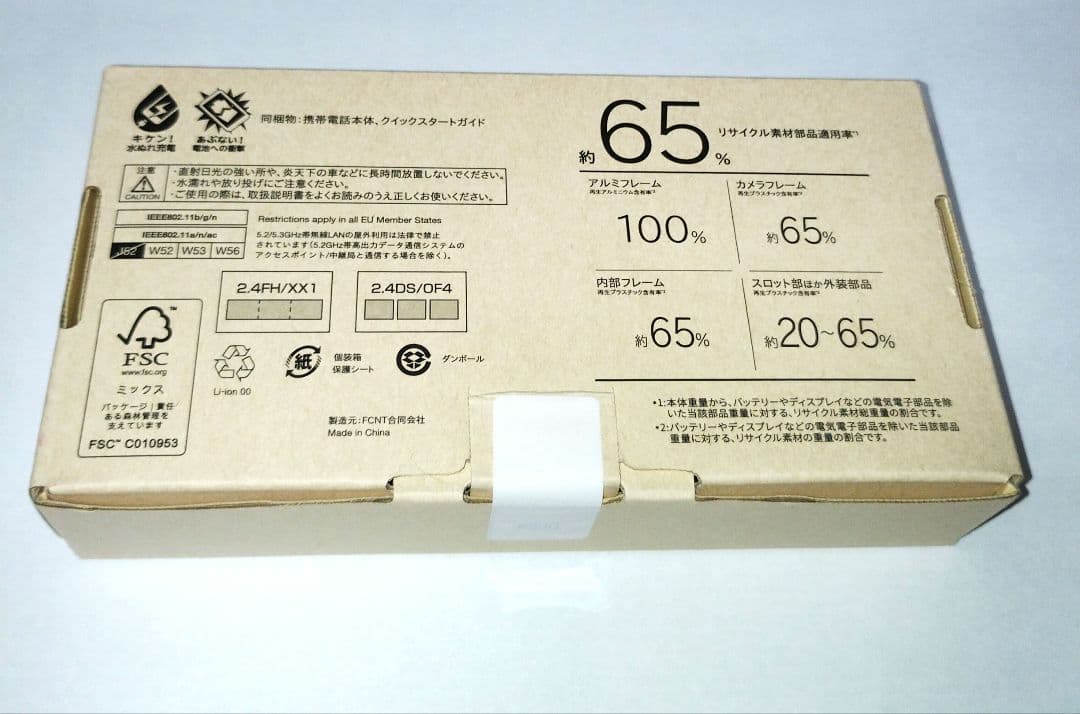 キケン!
水ぬれ充電
あぶない!
電池への衝撃
同梱物:携帯電話本体、クイックスタートガイド
注意
CAUTION
・直射日光の強い所や、炎天下の車などに長時間放置しないでください。
・水濡れや放り投げにご注意ください。
・ご使用の際は、取扱説明書をよくお読みのうえ正しくお使いください。
IEEE802.11b/g/n
IEEE802.11a/n/ac
J52 W52 W53 W56
Restrictions apply in all EU Member States
5.2/5.3GHz帯無線LANの屋外利用は法律で禁止
されています(5.2GHz帯高出力データ通信システムの
アクセスポイント/中継局と通信する場合を除く)。
2.4FH/XX1
2.4DS/OF4
FSC™
www.fsc.org
ミックス
パッケージ|責任
ある森林管理を
支えています
FSC™ C010953
Li-ion 00
紙
個装箱
保護シート
ダンボール
製造元:FCNT合同会社
Made in China
約65% リサイクル素材部品適用率*1
アルミフレーム
再生アルミニウム含有率*2
100%
カメラフレーム
再生プラスチック含有率*2
約65%
内部フレーム
再生プラスチック含有率*2
約65%
スロット部ほか外装部品
再生プラスチック含有率*2
約20~65%
*1:本体重量から、バッテリーやディスプレイなどの電気電子部品を除
いた当該部品重量に対する、リサイクル素材総重量の割合です。
*2:バッテリーやディスプレイなどの電気電子部品を除いた当該部品
重量に対する、リサイクル素材の重量の割合です。